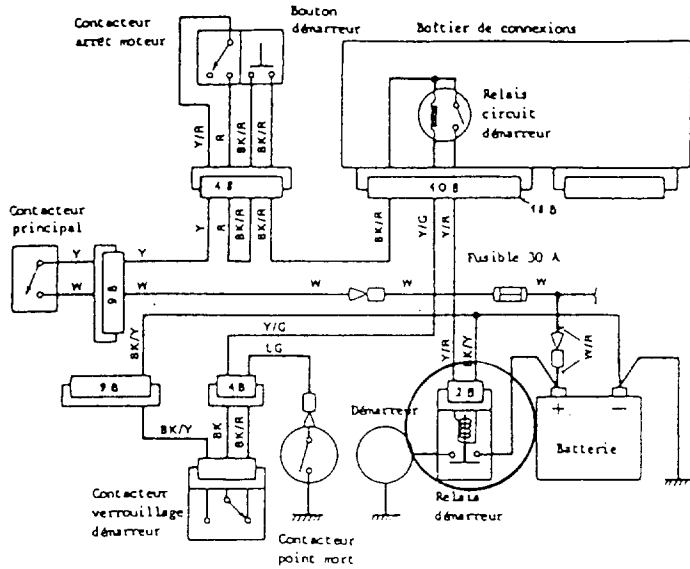 Contacteur
arrêt moteur
Bouton
démarreur
Boîtier de connexions
Relais
circuit
démarreur
Y/R
R
BK/R
BK/R
4 B
40 B
18 B
Contacteur
principal
Y
R
BK/R
BK/R
BK/R
Y/G
Y/R
Fusible 30 A
Y
Y
W
W
9 B
W
W
W
W
BK/Y
Y/G
LG
Y/R
BK/Y
W/R
9 B
4 B
2 B
Démarreur
+
−
Batterie
BK/Y
BK
BK/R
Relais
démarreur
Contacteur
verrouillage
démarreur
Contacteur
point mort